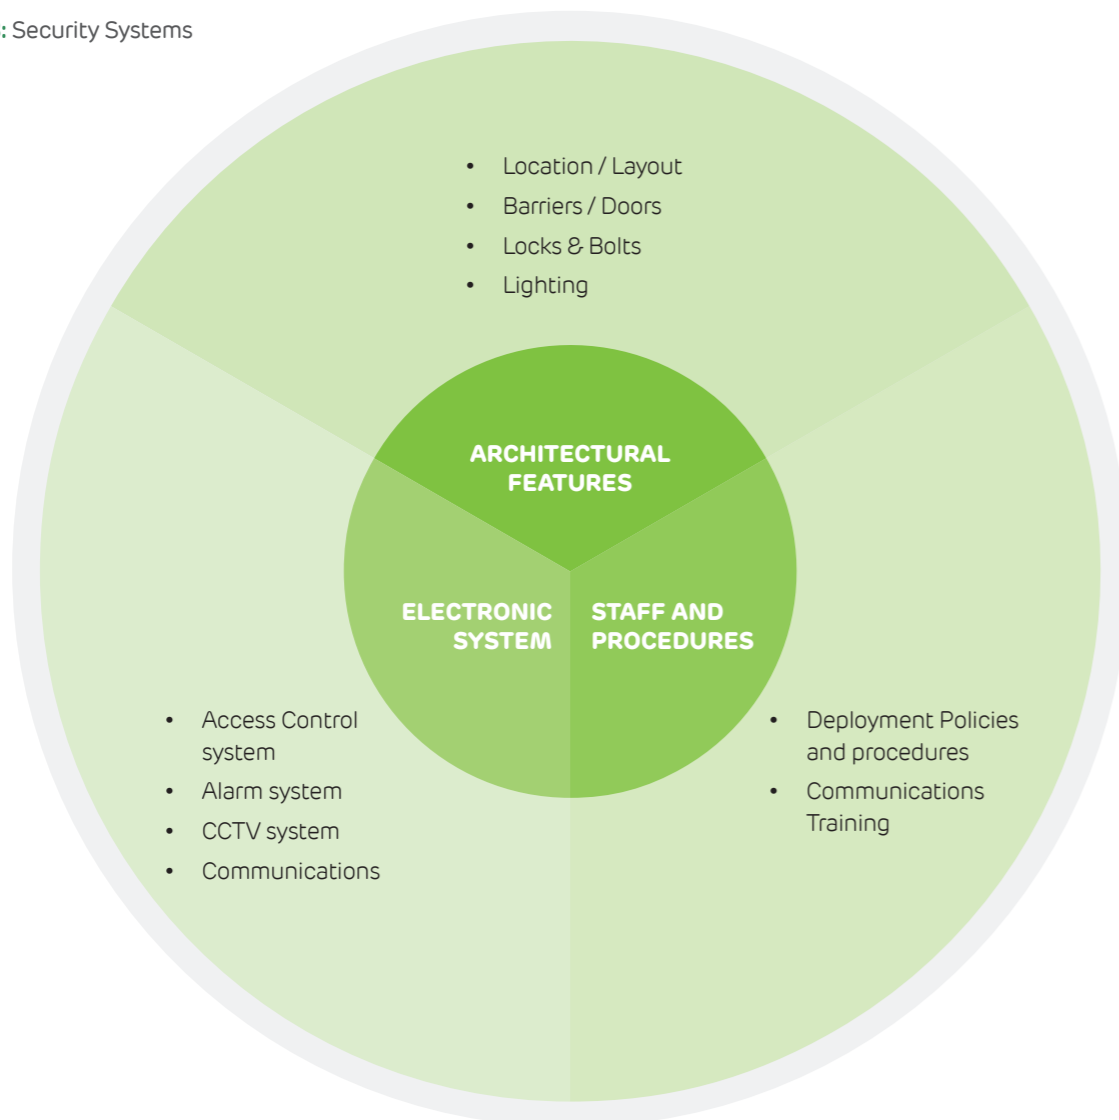 : Security Systems
• Location / Layout
• Barriers / Doors
• Locks & Bolts
• Lighting
ARCHITECTURAL
FEATURES
ELECTRONIC
SYSTEM
STAFF AND
PROCEDURES
• Access Control
system
• Alarm system
• CCTV system
• Communications
• Deployment Policies
and procedures
• Communications
Training